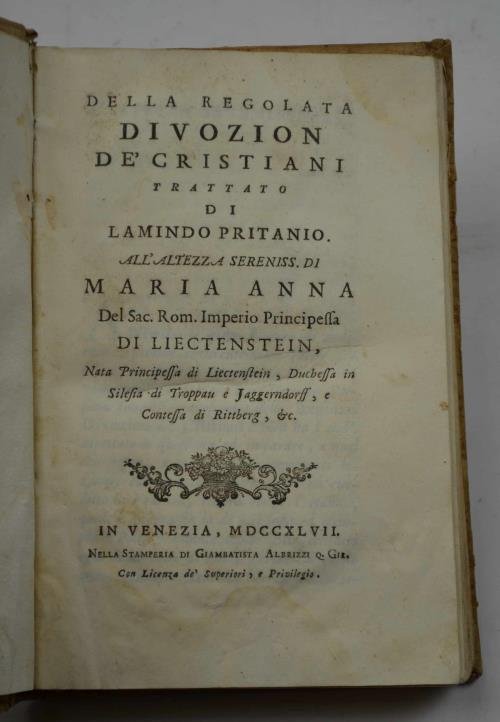 DELLA REGOLATA
DIVOZION
DE' CRISTIANI
TRATTATO
DI
LAMINDO PRITANIO.
ALL'ALTEZZA SERENISS. DI
MARIA ANNA
Del Sac. Rom. Imperio Principeſſa
DI LIECTENSTEIN,
Nata Principeſſa di Liectenſtein, Ducheſſa in
Sileſia di Troppau e Jaggerndorff, e
Conteſſa di Rittberg, &c.
IN VENEZIA, MDCCXLVII.
NELLA STAMPERIA DI GIAMBATISTA ALBRIZZI Q. GIR.
Con Licenza de' Superiori, e Privilegio.